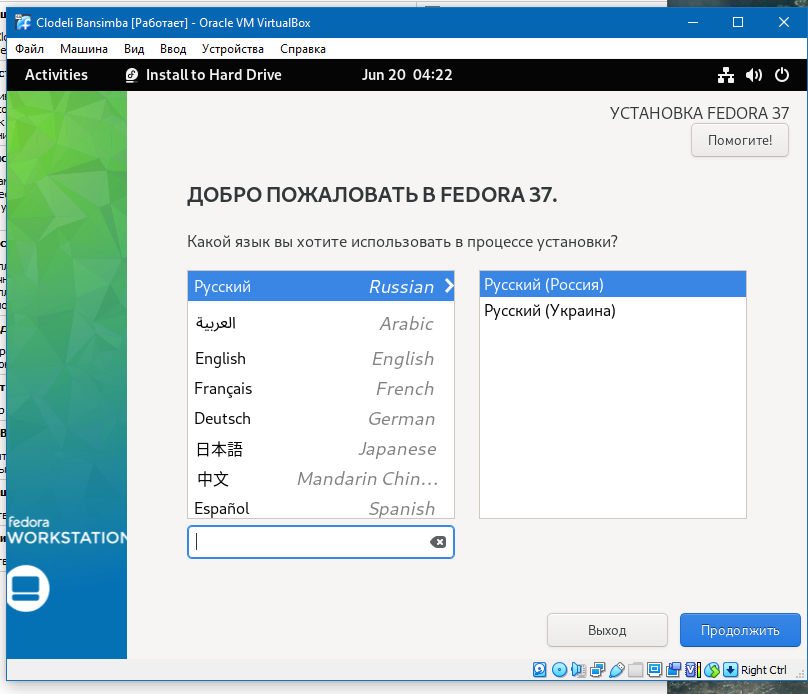 Clodeli Bansimba [Работает] - Oracle VM VirtualBox
Файл Машина Вид Ввод Устройства Справка
Activities Install to Hard Drive Jun 20 04:22
УСТАНОВКА FEDORA 37
Помогите!
ДОБРО ПОЖАЛОВАТЬ В FEDORA 37.
Какой язык вы хотите использовать в процессе установки?
Русский Russian
العربية Arabic
English English
Français French
Deutsch German
日本語 Japanese
中文 Mandarin Chin...
Español Spanish
Русский (Россия)
Русский (Украина)
fedora
WORKSTATION
Выход Продолжить
Right Ctrl